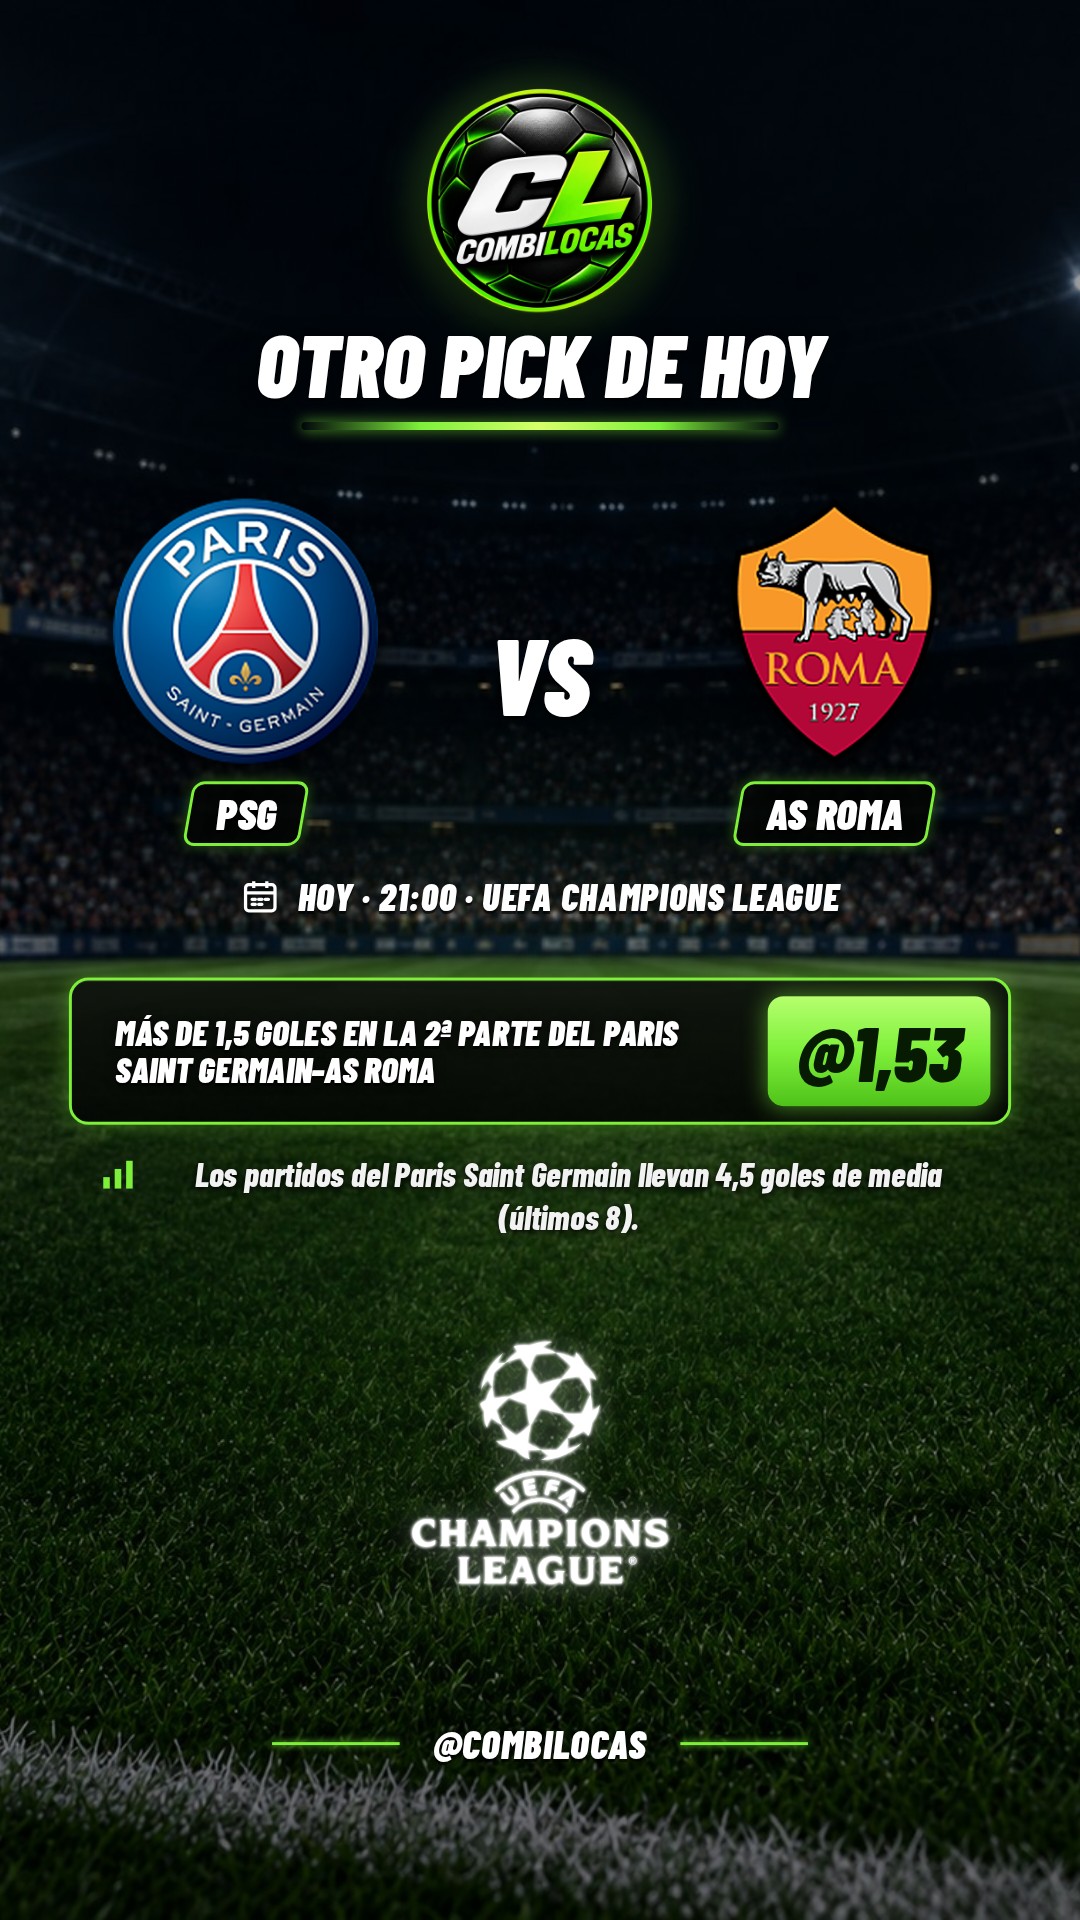 CL
COMBILOCAS
OTRO PICK DE HOY
PARIS
SAINT - GERMAIN
VS
ROMA
1927
PSG
AS ROMA
HOY · 21:00 · UEFA CHAMPIONS LEAGUE
MÁS DE 1,5 GOLES EN LA 2ª PARTE DEL PARIS
SAINT GERMAIN-AS ROMA
@1,53
Los partidos del Paris Saint Germain llevan 4,5 goles de media
(últimos 8).
UEFA
CHAMPIONS
LEAGUE®
@COMBILOCAS